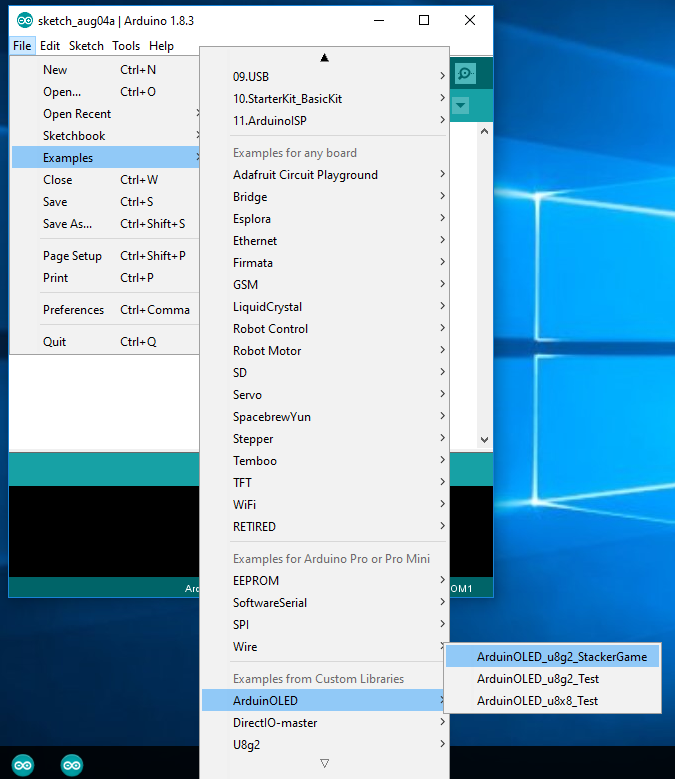 sketch_aug04a | Arduino 1.8.3
File Edit Sketch Tools Help
New Ctrl+N
Open... Ctrl+O
Open Recent
Sketchbook
Examples
Close Ctrl+W
Save Ctrl+S
Save As... Ctrl+Shift+S
Page Setup Ctrl+Shift+P
Print Ctrl+P
Preferences Ctrl+Comma
Quit Ctrl+Q
09.USB
10.StarterKit_BasicKit
11.ArduinoISP
Examples for any board
Adafruit Circuit Playground
Bridge
Esplora
Ethernet
Firmata
GSM
LiquidCrystal
Robot Control
Robot Motor
SD
Servo
SpacebrewYun
Stepper
Temboo
TFT
WiFi
RETIRED
Examples for Arduino Pro or Pro Mini
EEPROM
SoftwareSerial
SPI
Wire
Examples from Custom Libraries
ArduinOLED
DirectIO-master
U8g2
ArduinOLED_u8g2_StackerGame
ArduinOLED_u8g2_Test
ArduinOLED_u8x8_Test
Ard
OM1